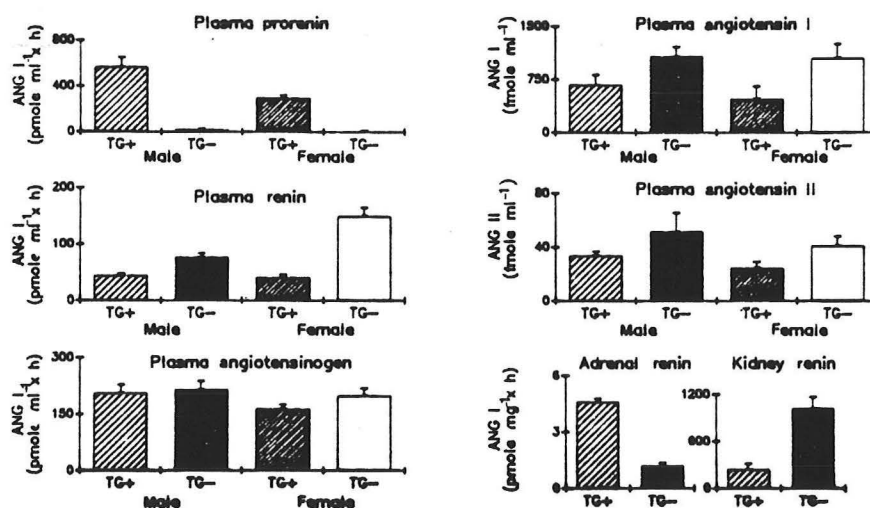 Plasma prorenin
800
400
0
ANG I
(pmole ml⁻¹ x h)
TG+ TG− TG+ TG−
Male Female
Plasma renin
200
100
0
ANG I
(pmole ml⁻¹ x h)
TG+ TG− TG+ TG−
Male Female
Plasma angiotensinogen
300
150
0
ANG I
(pmole ml⁻¹ x h)
TG+ TG− TG+ TG−
Male Female
Plasma angiotensin I
750
0
ANG I
(fmole ml⁻¹)
TG+ TG− TG+ TG−
Male Female
Plasma angiotensin II
80
40
0
ANG II
(fmole ml⁻¹)
TG+ TG− TG+ TG−
Male Female
Adrenal renin
6
3
0
ANG I
(pmole mg⁻¹ x h)
TG+ TG−
Kidney renin
1200
600
0
TG+ TG−